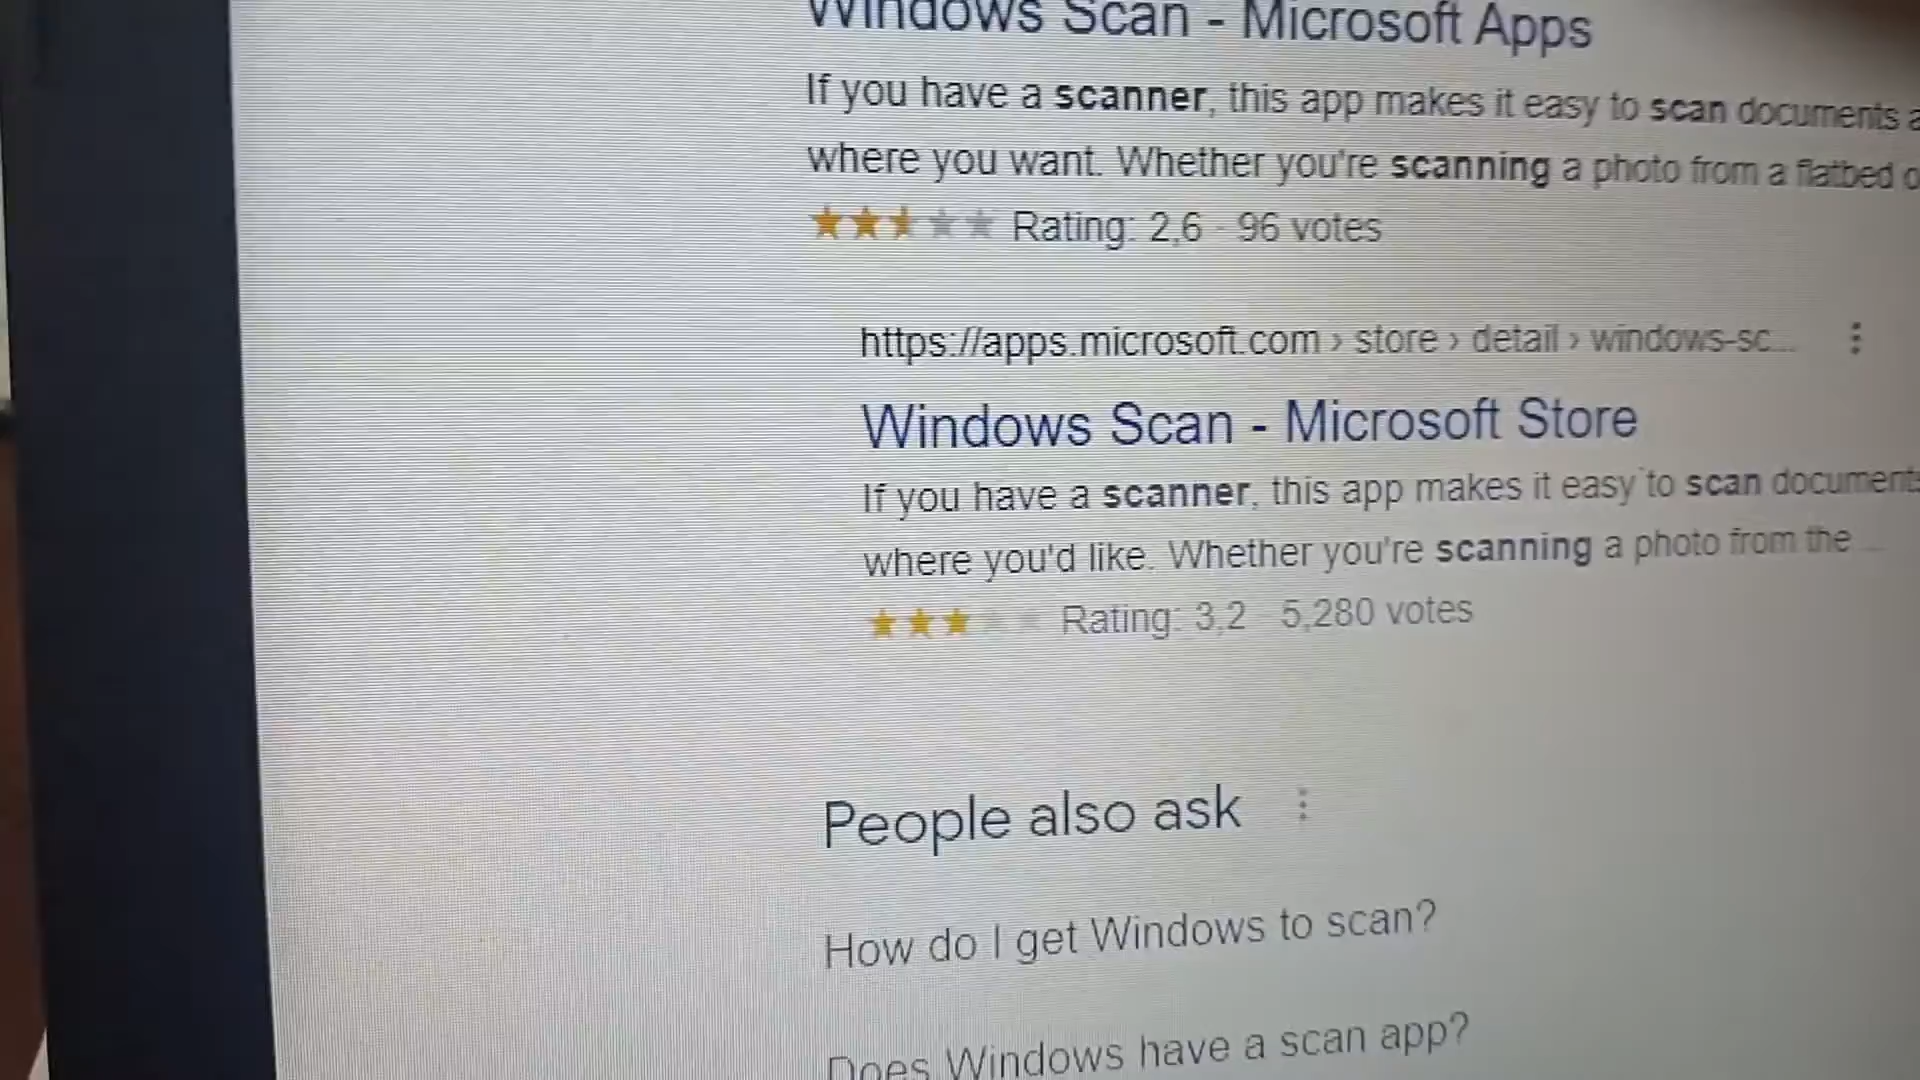 Windows Scan - Microsoft Apps
If you have a scanner, this app makes it easy to scan documents
where you want. Whether you're scanning a photo from a flatbed
Rating: 2,6 - 96 votes
https://apps.microsoft.com › store › detail › windows-sc...
Windows Scan - Microsoft Store
If you have a scanner, this app makes it easy to scan documents
where you'd like. Whether you're scanning a photo from the ...
Rating: 3,2 5,280 votes
People also ask
How do I get Windows to scan?
Does Windows have a scan app?